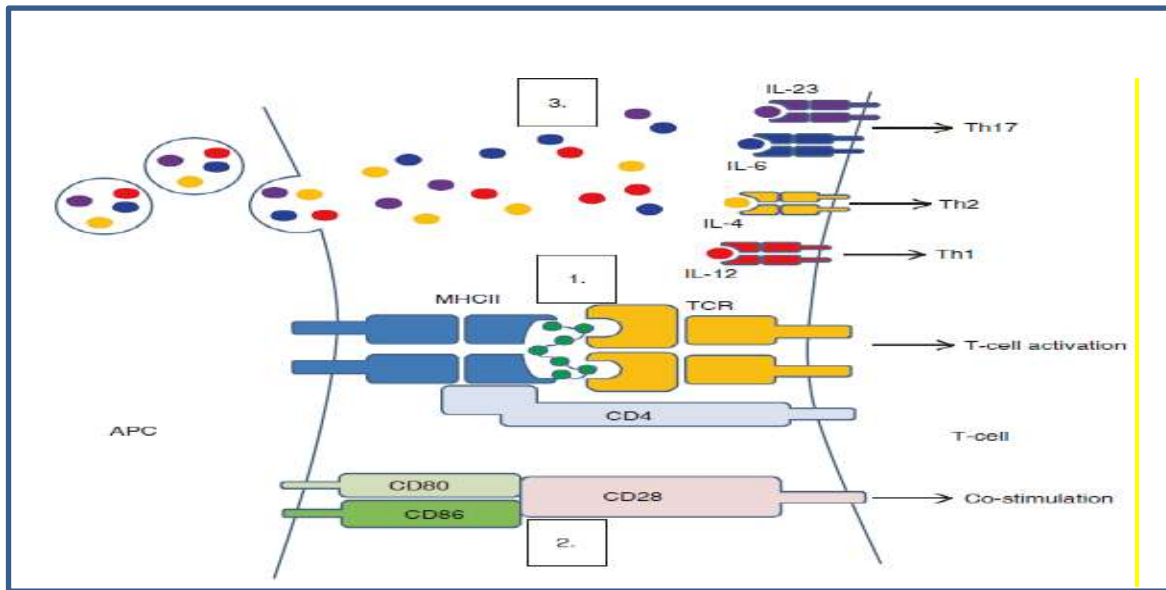 3.
IL-23
Th17
IL-6
Th2
IL-4
Th1
IL-12
1.
MHCII
TCR
T-cell activation
CD4
APC
T-cell
CD80
CD28
Co-stimulation
CD86
2.